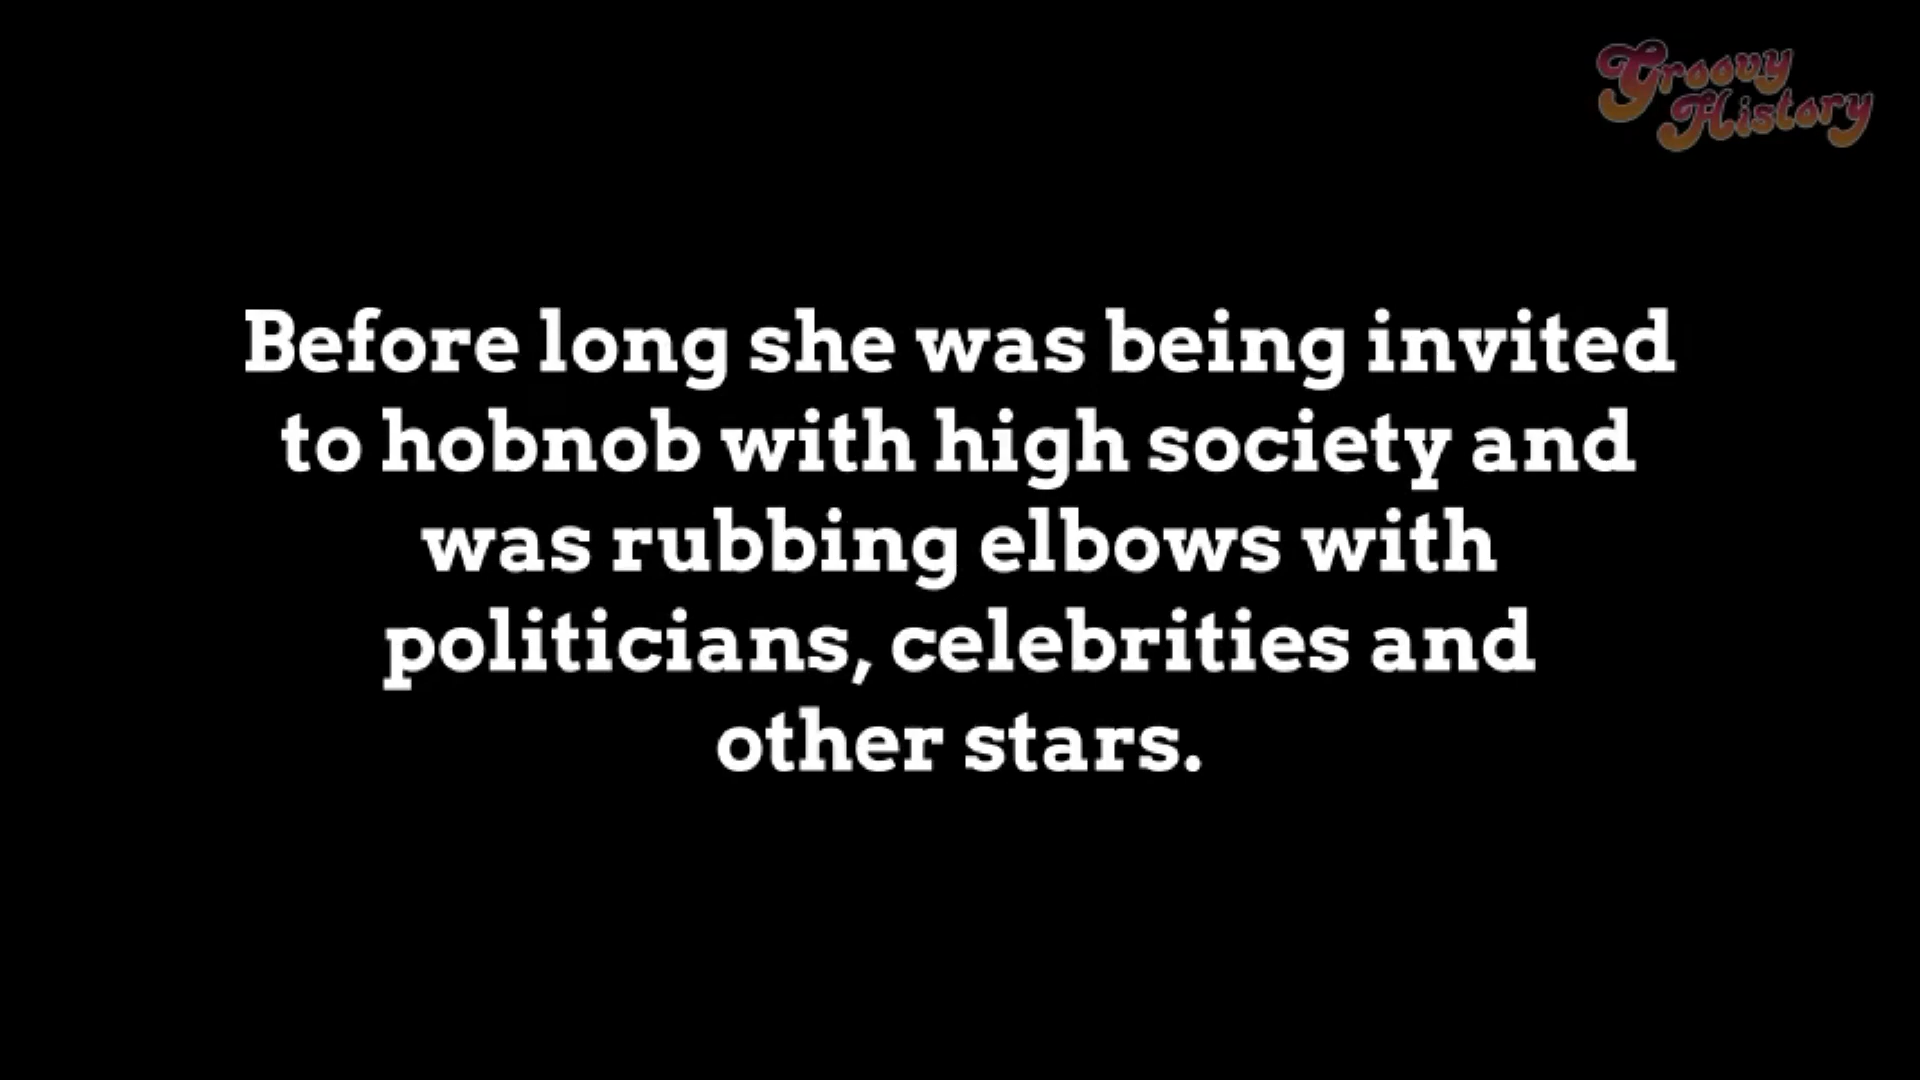 Groovy
History
Before long she was being invited
to hobnob with high society and
was rubbing elbows with
politicians, celebrities and
other stars.